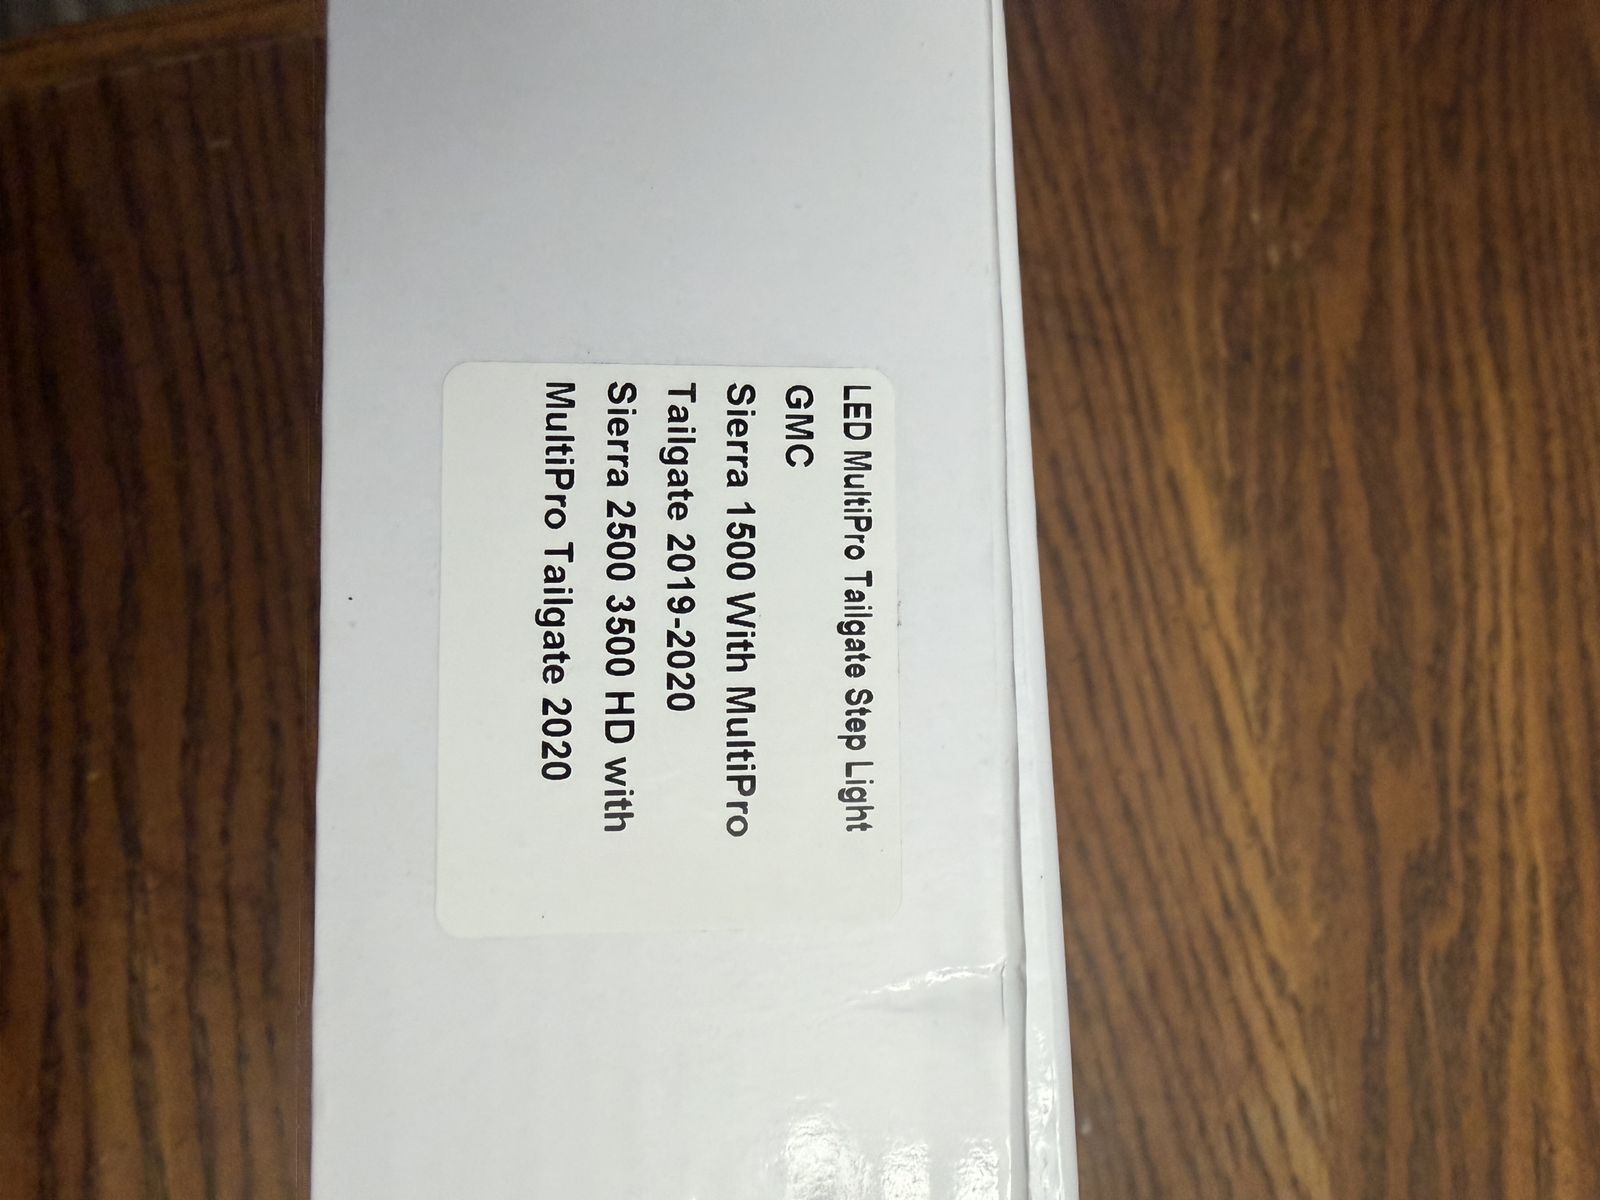 LED MultiPro Tailgate Step Light
GMC
Sierra 1500 With MultiPro
Tailgate 2019-2020
Sierra 2500 3500 HD with
MultiPro Tailgate 2020